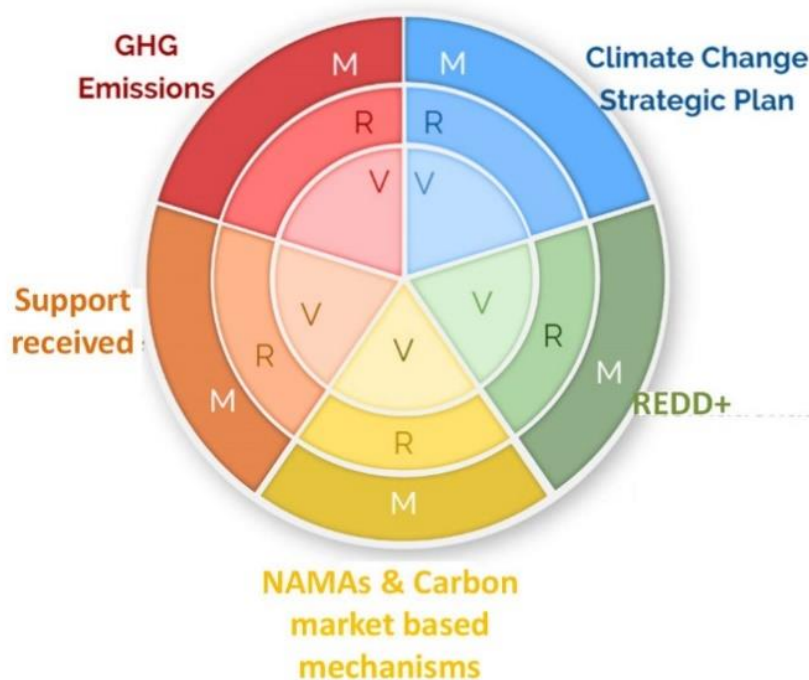 GHG
Emissions
Climate Change
Strategic Plan
M
M
R
R
V
V
Support
received
V
V
V
R
R
R
M
M
M
REDD+
NAMAs & Carbon
market based
mechanisms